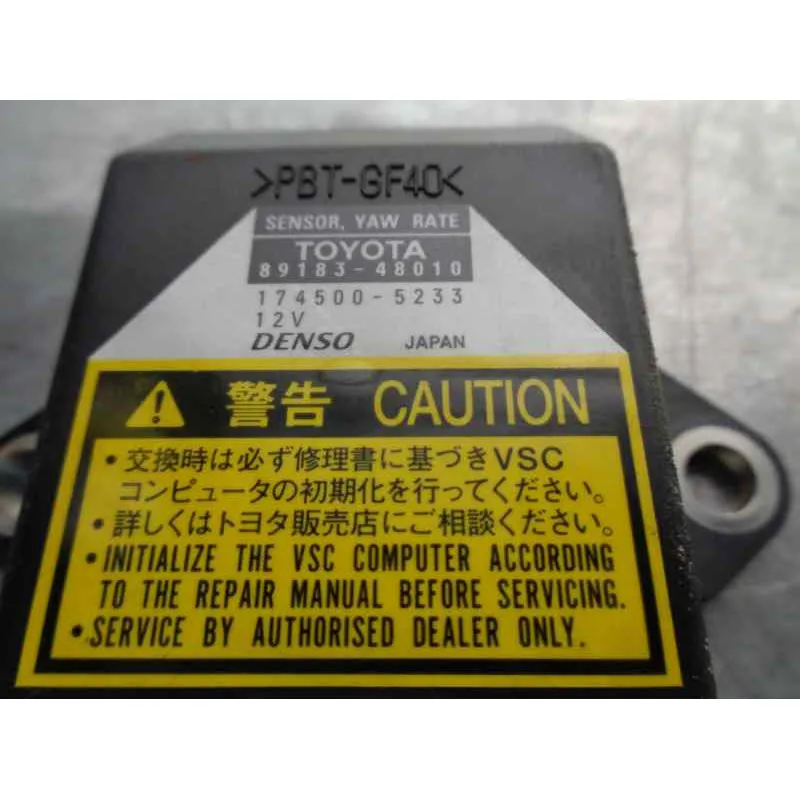 >PBT-GF40<
SENSOR, YAW RATE
TOYOTA
89183-48010
174500-5233
12V
DENSO JAPAN
警告 CAUTION
・交換時は必ず修理書に基づきVSC
コンピュータの初期化を行ってください。
・詳しくはトヨタ販売店にご相談ください。
・INITIALIZE THE VSC COMPUTER ACCORDING
TO THE REPAIR MANUAL BEFORE SERVICING.
・SERVICE BY AUTHORISED DEALER ONLY.